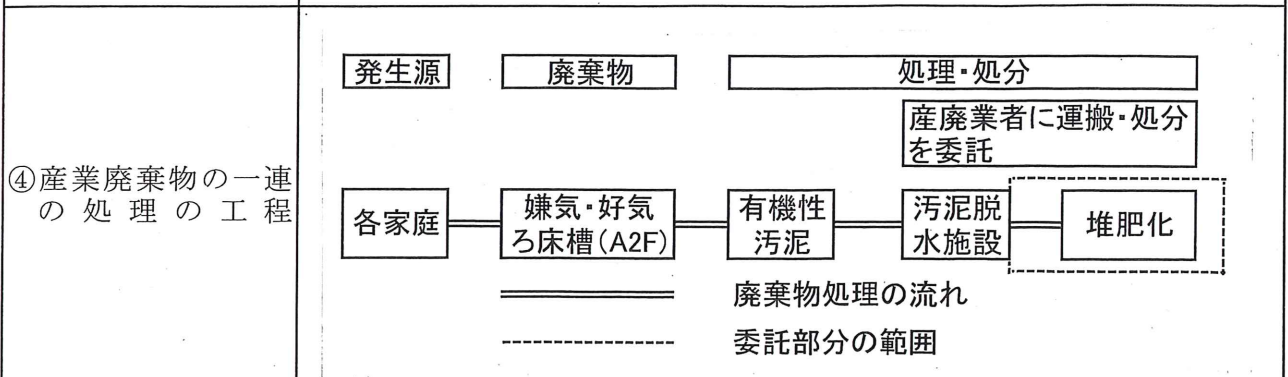 ④産業廃棄物の一連
の処理の工程
発生源
廃棄物
処理・処分
産廃業者に運搬・処分
を委託
各家庭
嫌気・好気
ろ床槽(A2F)
有機性
汚泥
汚泥脱
水施設
堆肥化
廃棄物処理の流れ
委託部分の範囲